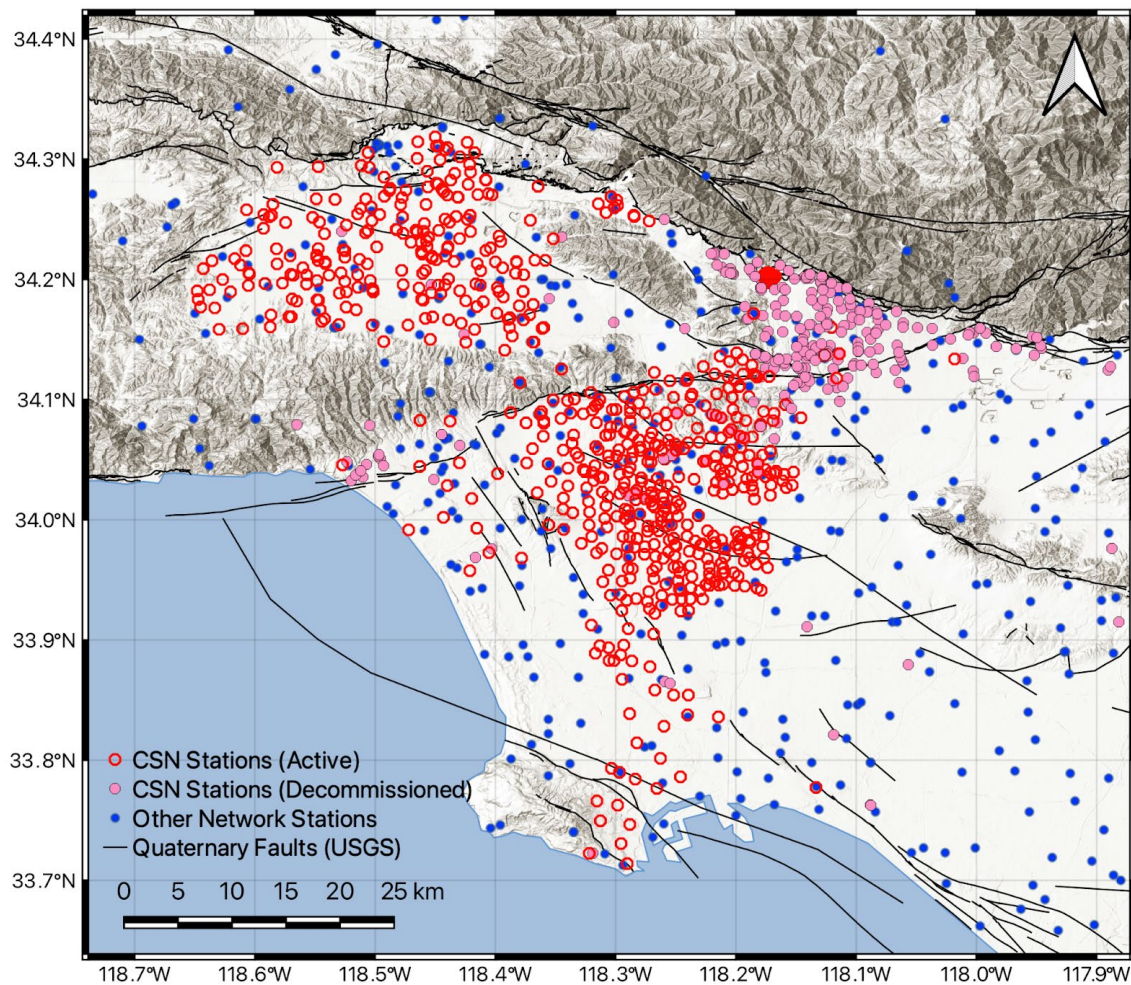 34.4°N
34.3°N
34.2°N
34.1°N
34.0°N
33.9°N
33.8°N
33.7°N
CSN Stations (Active)
CSN Stations (Decommissioned)
Other Network Stations
Quaternary Faults (USGS)
0 5 10 15 20 25 km
118.7°W 118.6°W 118.5°W 118.4°W 118.3°W 118.2°W 118.1°W 118.0°W 117.9°W